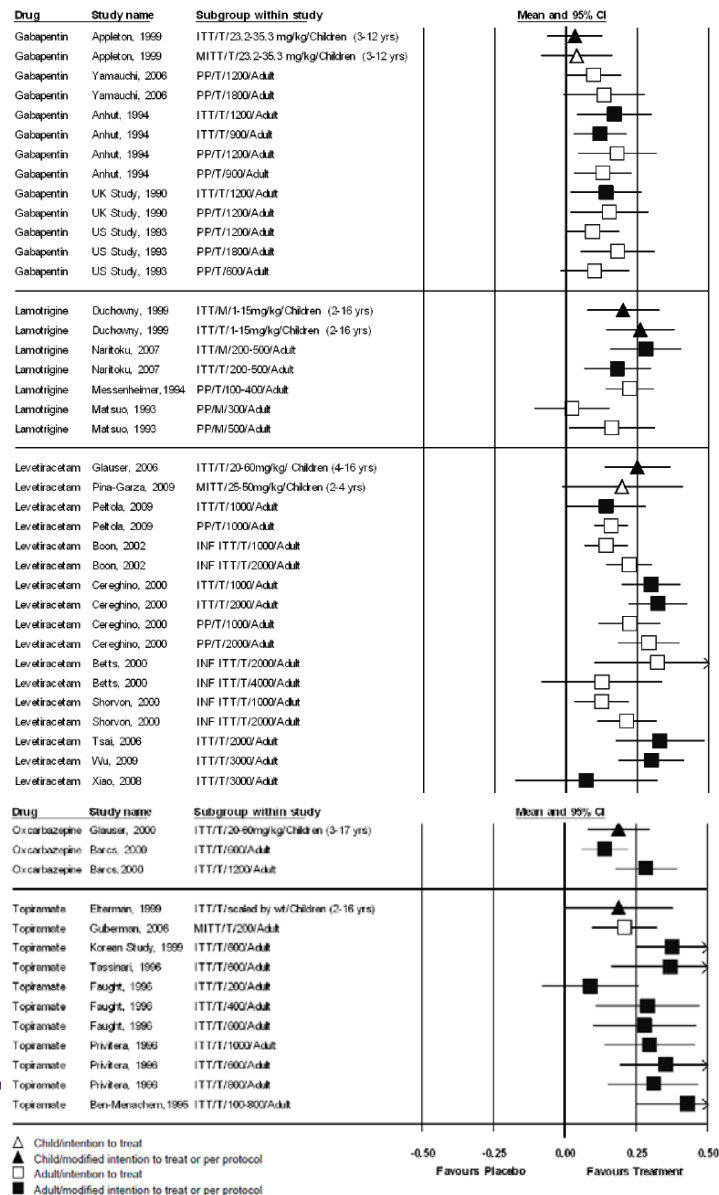 Drug Study name Subgroup within study Mean and 95% CI
Gabapentin Appleton, 1999 ITT/T/23.2-35.3 mg/kg/Children (3-12 yrs)
Gabapentin Appleton, 1999 MITT/T/23.2-35.3 mg/kg/Children (3-12 yrs)
Gabapentin Yamauchi, 2006 PP/T/1200/Adult
Gabapentin Yamauchi, 2006 PP/T/1800/Adult
Gabapentin Anhut, 1994 ITT/T/1200/Adult
Gabapentin Anhut, 1994 ITT/T/900/Adult
Gabapentin Anhut, 1994 PP/T/1200/Adult
Gabapentin Anhut, 1994 PP/T/900/Adult
Gabapentin UK Study, 1990 ITT/T/1200/Adult
Gabapentin UK Study, 1990 PP/T/1200/Adult
Gabapentin US Study, 1993 PP/T/1200/Adult
Gabapentin US Study, 1993 PP/T/1800/Adult
Gabapentin US Study, 1993 PP/T/600/Adult
Lamotrigine Duchowny, 1999 ITT/M/1-15mg/kg/Children (2-16 yrs)
Lamotrigine Duchowny, 1999 ITT/T/1-15mg/kg/Children (2-16 yrs)
Lamotrigine Naritoku, 2007 ITT/M/200-500/Adult
Lamotrigine Naritoku, 2007 ITT/T/200-500/Adult
Lamotrigine Messenheimer,1994 PP/T/100-400/Adult
Lamotrigine Matsuo, 1993 PP/M/300/Adult
Lamotrigine Matsuo, 1993 PP/M/500/Adult
Levetiracetam Glauser, 2006 ITT/T/20-60mg/kg/ Children (4-16 yrs)
Levetiracetam Pina-Garza, 2009 MITT/25-50mg/kg/Children (2-4 yrs)
Levetiracetam Peltola, 2009 ITT/T/1000/Adult
Levetiracetam Peltola, 2009 PP/T/1000/Adult
Levetiracetam Boon, 2002 INF ITT/T/1000/Adult
Levetiracetam Boon, 2002 INF ITT/T/2000/Adult
Levetiracetam Cereghino, 2000 ITT/T/1000/Adult
Levetiracetam Cereghino, 2000 ITT/T/2000/Adult
Levetiracetam Cereghino, 2000 PP/T/1000/Adult
Levetiracetam Cereghino, 2000 PP/T/2000/Adult
Levetiracetam Betts, 2000 INF ITT/T/2000/Adult
Levetiracetam Betts, 2000 INF ITT/T/4000/Adult
Levetiracetam Shorvon, 2000 INF ITT/T/1000/Adlut
Levetiracetam Shorvon, 2000 INF ITT/T/2000/Adult
Levetiracetam Tsai, 2006 ITT/T/2000/Adult
Levetiracetam Wu, 2009 ITT/T/3000/Adult
Levetiracetam Xiao, 2008 ITT/T/3000/Adult
Drug Study name Subgroup within study Mean and 95% CI
Oxcarbazepine Glauser, 2000 ITT/T/20-60mg/kg/Children (3-17 yrs)
Oxcarbazepine Barcs, 2000 ITT/T/600/Adult
Oxcarbazepine Barcs,2000 ITT/T/1200/Adult
Topiramate Elterman, 1999 ITT/T/scaled by wt/Children (2-16 yrs)
Topiramate Guberman, 2006 MITT/T/200/Adult
Topiramate Korean Study, 1999 ITT/T/600/Adult
Topiramate Tassinari, 1996 ITT/T/600/Adult
Topiramate Faught, 1996 ITT/T/200/Adult
Topiramate Faught, 1996 ITT/T/400/Adult
Topiramate Faught, 1996 ITT/T/600/Adult
Topiramate Privitera, 1996 ITT/T/1000/Adult
Topiramate Privitera, 1996 ITT/T/600/Adult
Topiramate Privitera, 1996 ITT/T/800/Adult
Topiramate Ben-Menachem,1995 ITT/T/100-800/Adult
-0.50 -0.25 0.00 0.25 0.50
Favours Placebo Favours Treatment
Child/intention to treat
Child/modified intention to treat or per protocol
Adult/intention to treat
Adult/modified intention to treat or per protocol